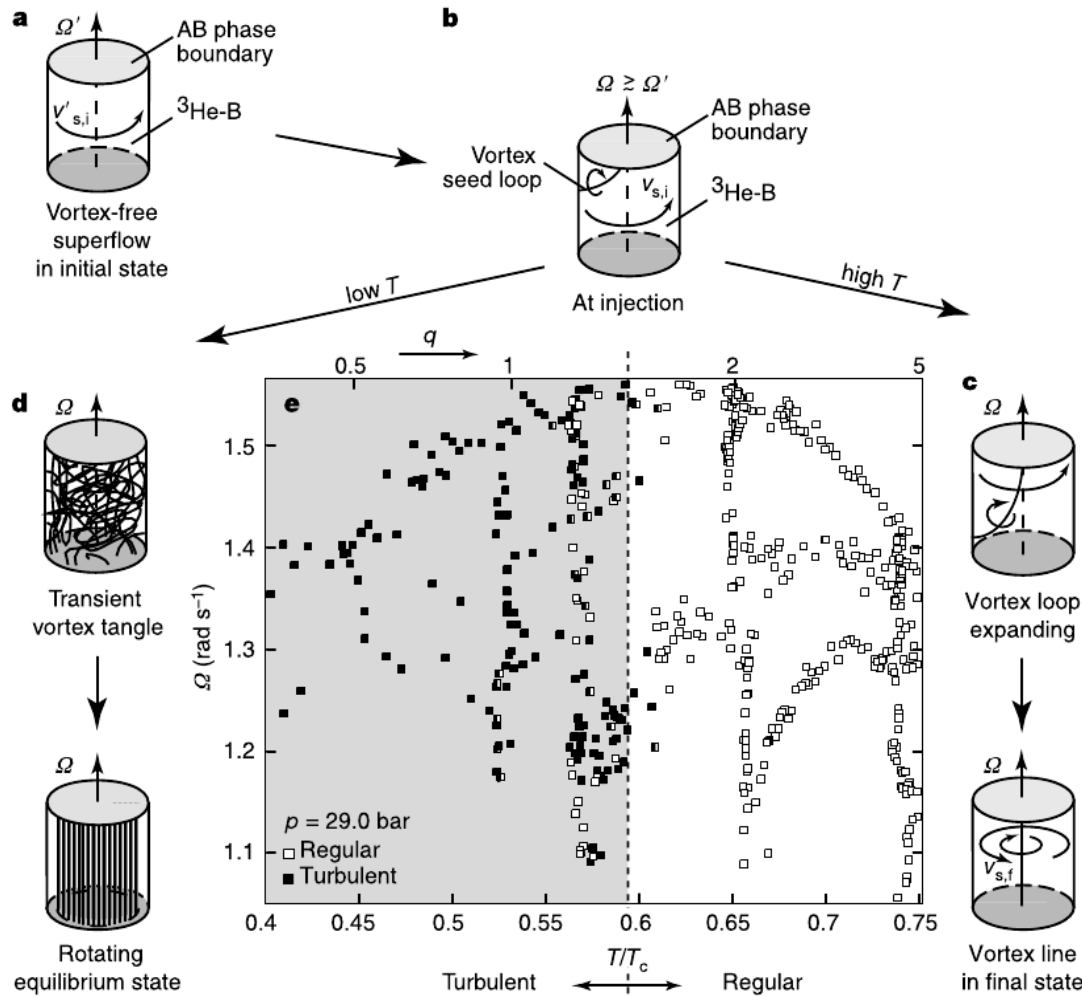 a
Ω′
AB phase
boundary
v′s,i
³He-B
Vortex-free
superflow
in initial state
b
Ω ≳ Ω′
AB phase
boundary
Vortex
seed loop
vs,i
³He-B
At injection
low T
high T
q
0.5 1 2 5
d
Ω
Transient
vortex tangle
Ω
Rotating
equilibrium state
e
Ω (rad s⁻¹)
1.5
1.4
1.3
1.2
1.1
p = 29.0 bar
Regular
Turbulent
0.4 0.45 0.5 0.55 0.6 0.65 0.7 0.75
T/Tc
Turbulent Regular
c
Ω
Vortex loop
expanding
Ω
vs,f
Vortex line
in final state